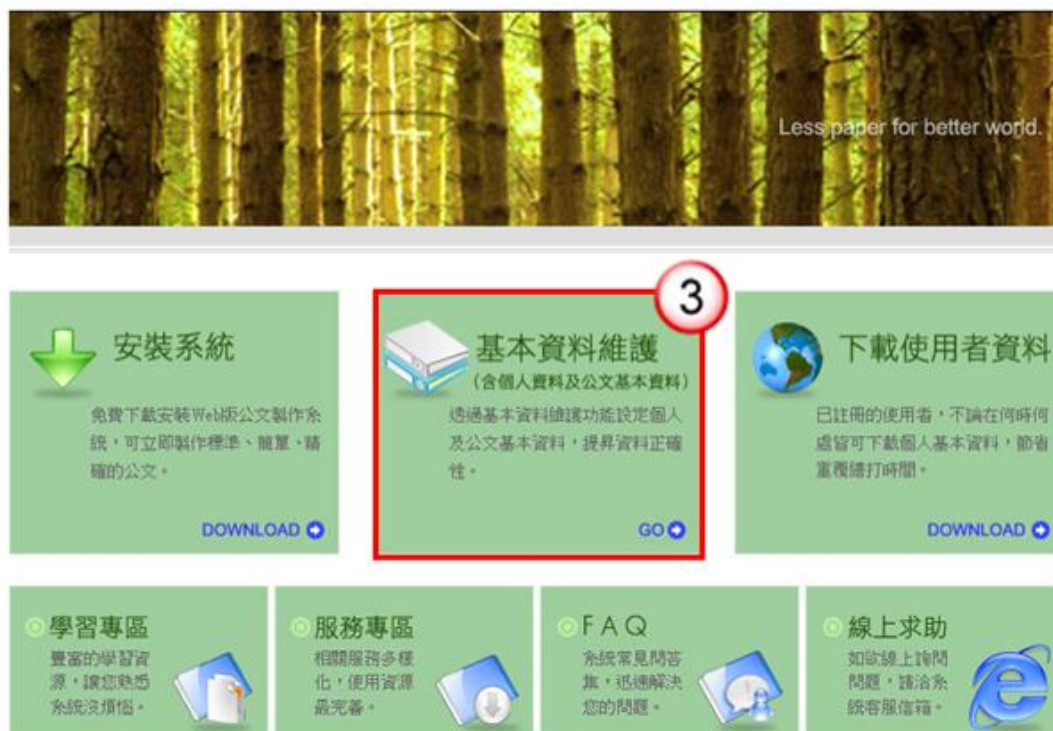 Less paper for better world.
3
安裝系統
免費下載安裝Web版公文製作系
統，可立即製作標準、簡單、精
確的公文。
DOWNLOAD
基本資料維護
(含個人資料及公文基本資料)
透過基本資料維護功能設定個人
及公文基本資料，提昇資料正確
性。
GO
下載使用者資料
已註冊的使用者，不論在何時何
處皆可下載個人基本資料，節省
重覆繕打時間。
DOWNLOAD
學習專區
豐富的學習資
源，讓您熟悉
系統沒煩惱。
服務專區
相關服務多樣
化，使用資源
最完善。
FAQ
系統常見問答
集，迅速解決
您的問題。
線上求助
如欲線上詢問
問題，請洽系
統客服信箱。